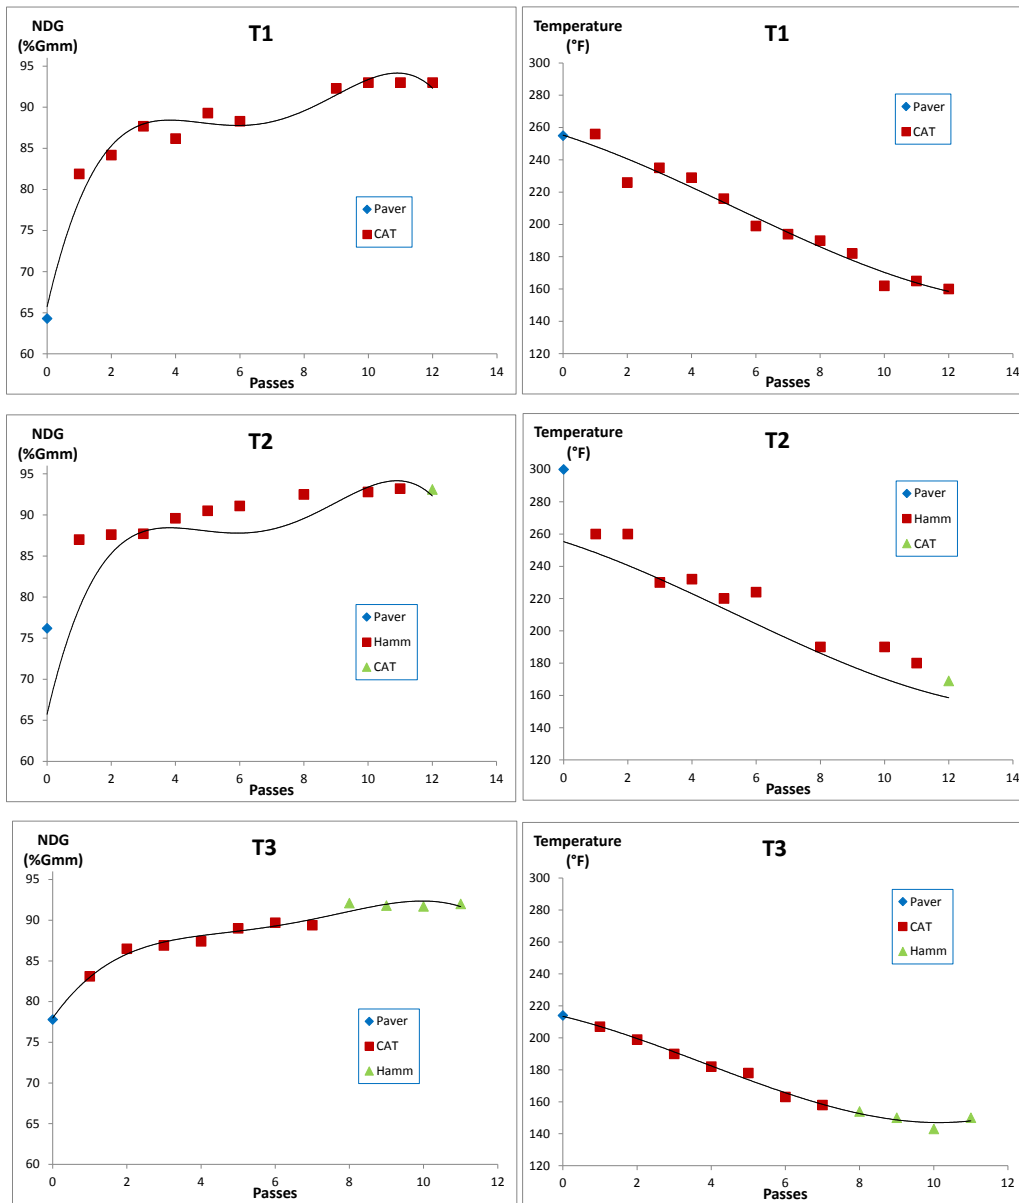 NDG
(%Gmm)
T1
95
90
85
80
75
70
65
60
0 2 4 6 8 10 12 14
Passes
Paver
CAT
Temperature
(°F)
T1
300
280
260
240
220
200
180
160
140
120
0 2 4 6 8 10 12 14
Passes
Paver
CAT
NDG
(%Gmm)
T2
95
90
85
80
75
70
65
60
0 2 4 6 8 10 12 14
Passes
Paver
Hamm
CAT
Temperature
(°F)
T2
300
280
260
240
220
200
180
160
140
120
0 2 4 6 8 10 12 14
Passes
Paver
Hamm
CAT
NDG
(%Gmm)
T3
95
90
85
80
75
70
65
60
0 2 4 6 8 10 12
Passes
Paver
CAT
Hamm
Temperature
(°F)
T3
300
280
260
240
220
200
180
160
140
120
0 2 4 6 8 10 12
Passes
Paver
CAT
Hamm